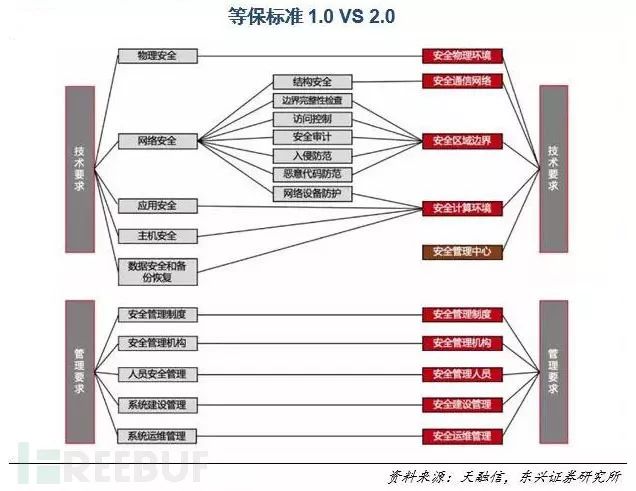 等保标准 1.0 VS 2.0
技术要求
物理安全
网络安全
应用安全
主机安全
数据安全和备
份恢复
结构安全
边界完整性检查
访问控制
安全审计
入侵防范
恶意代码防范
网络设备防护
安全物理环境
安全通信网络
安全区域边界
安全计算环境
安全管理中心
技术要求
管理要求
安全管理制度
安全管理机构
人员安全管理
系统建设管理
系统运维管理
安全管理制度
安全管理机构
安全管理人员
安全建设管理
安全运维管理
管理要求
REEBUF
资料来源：天融信，东兴证券研究所